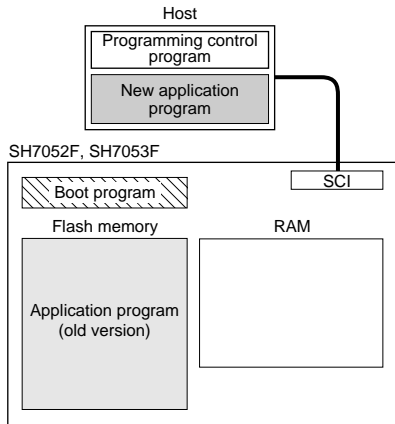 Host
Programming control
program
New application
program
SH7052F, SH7053F
SCI
Boot program
Flash memory
RAM
Application program
(old version)